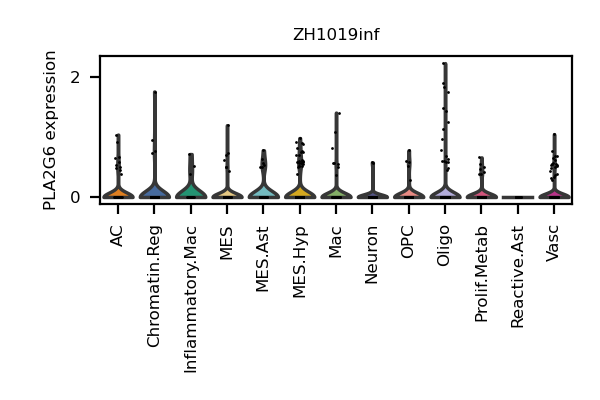 ZH1019inf
PLA2G6 expression
2
0
AC
Chromatin.Reg
Inflammatory.Mac
MES
MES.Ast
MES.Hyp
Mac
Neuron
OPC
Oligo
Prolif.Metab
Reactive.Ast
Vasc